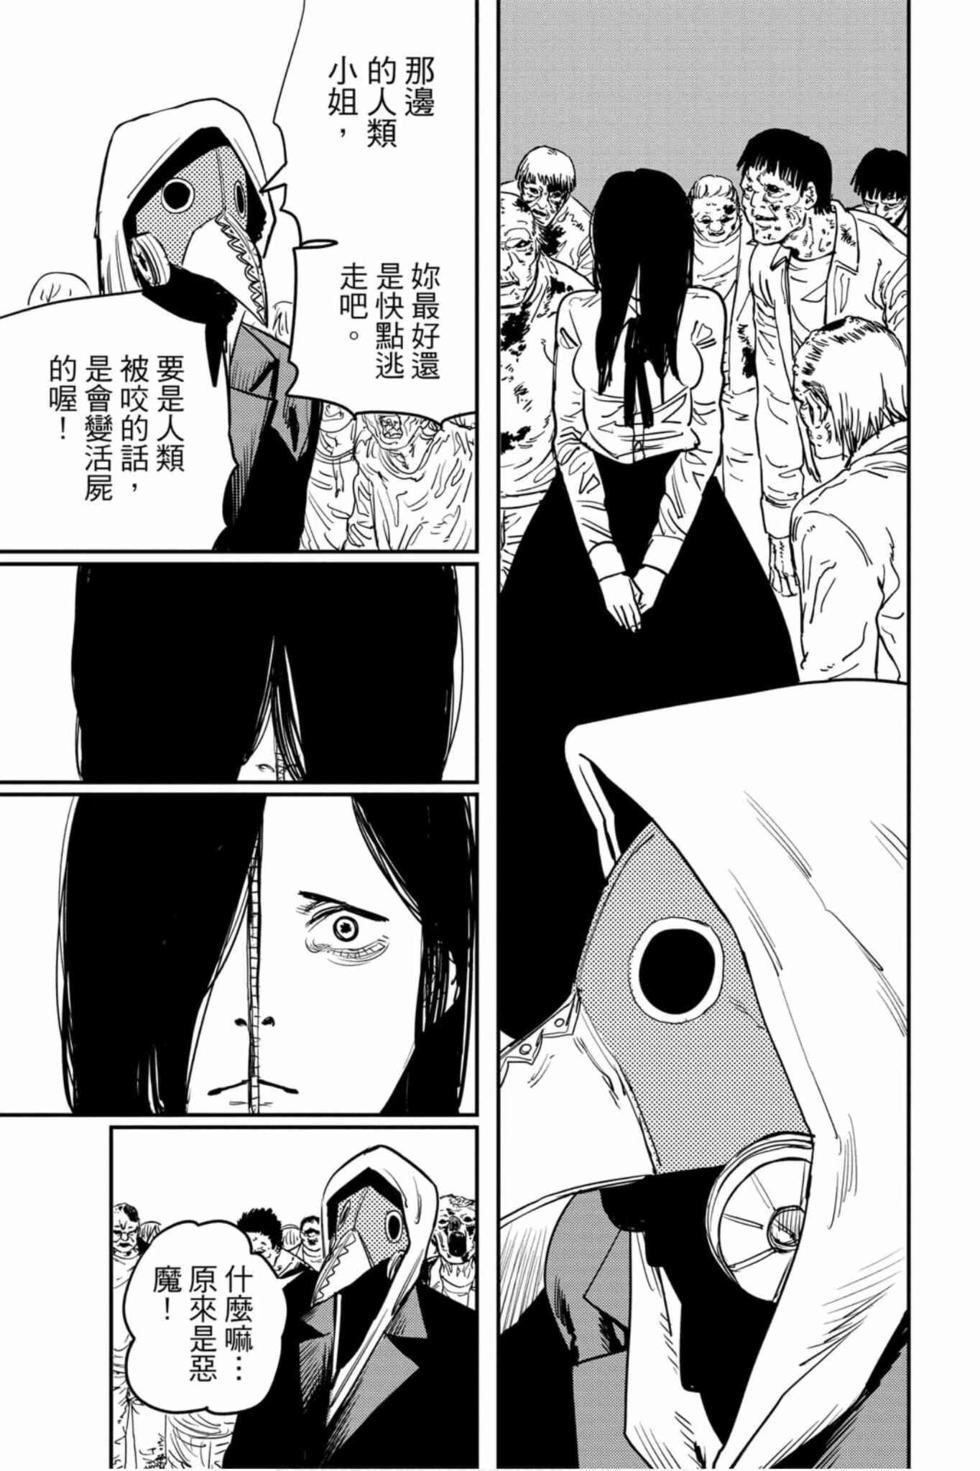 那邊
的人類
小姐，
妳最好還
是快點逃
走吧。
要是人類
被咬的話，
是會變活屍
的喔！
什麼嘛…
原來是惡
魔！